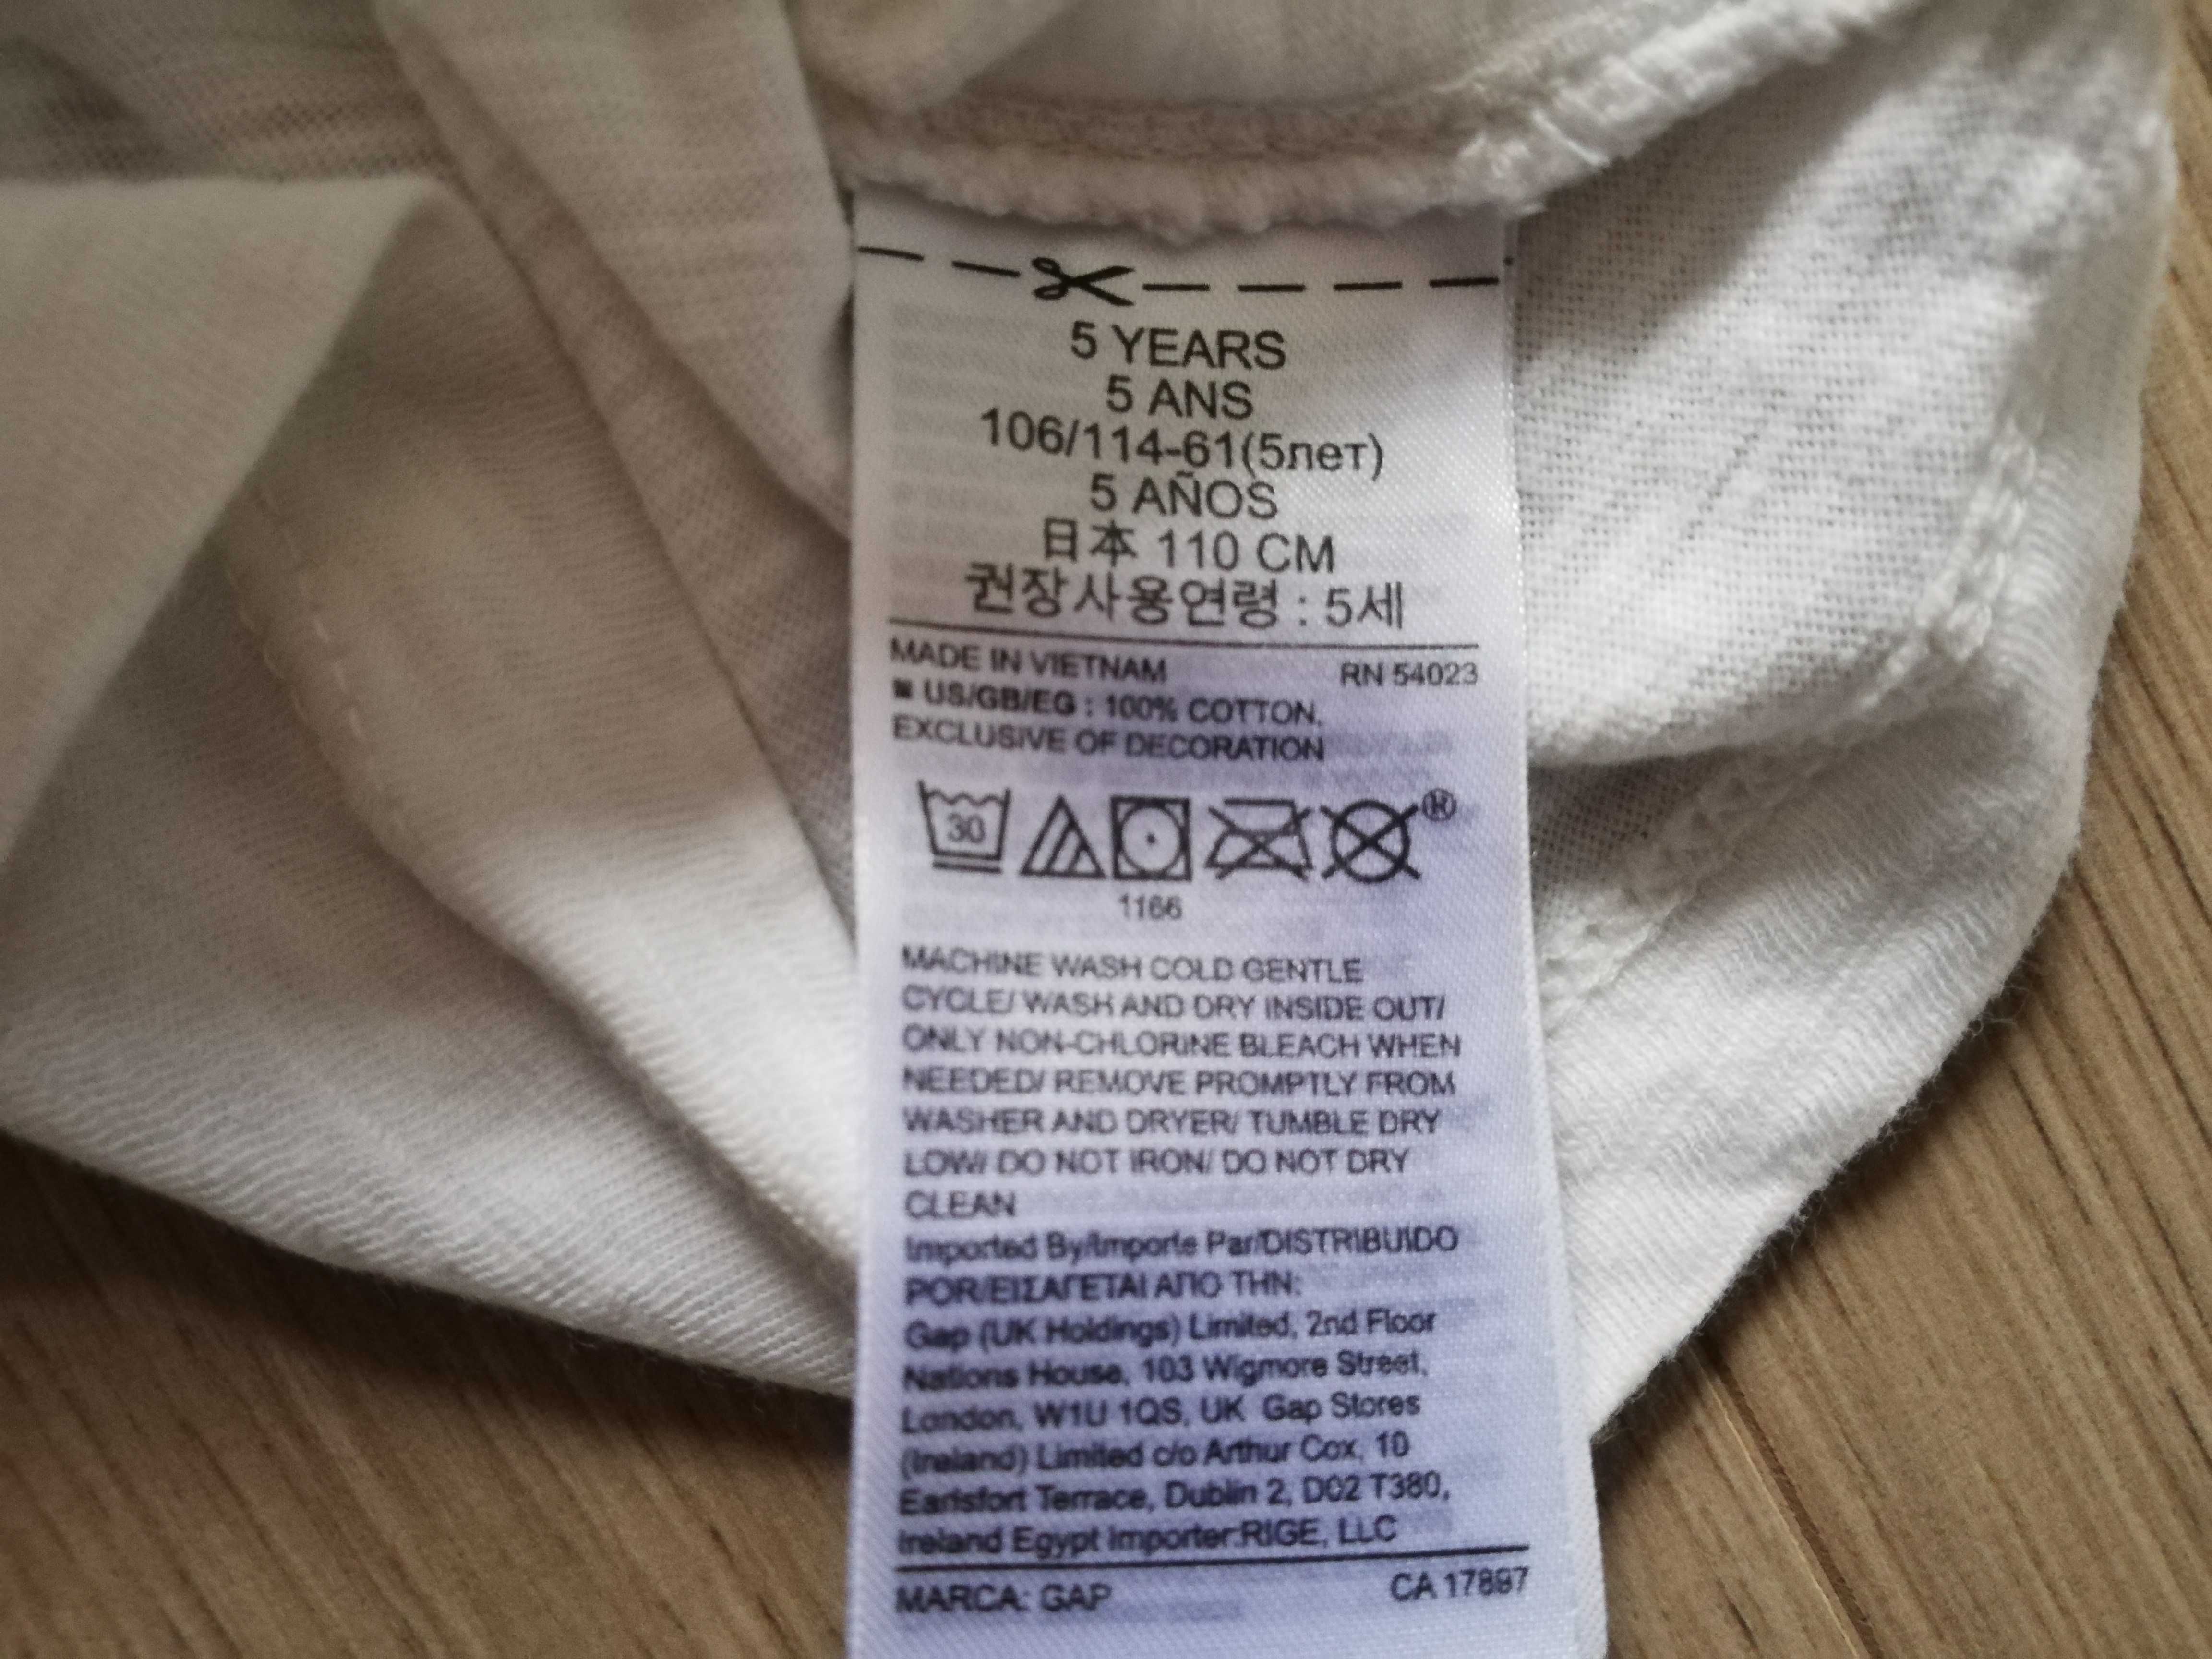 5 YEARS
5 ANS
106/114-61(5лет)
5 AÑOS
日本 110 CM
권장사용연령 : 5세
MADE IN VIETNAM RN 54023
US/GB/EG : 100% COTTON.
EXCLUSIVE OF DECORATION
30
®
1166
MACHINE WASH COLD GENTLE
CYCLE/ WASH AND DRY INSIDE OUT/
ONLY NON-CHLORINE BLEACH WHEN
NEEDED/ REMOVE PROMPTLY FROM
WASHER AND DRYER/ TUMBLE DRY
LOW/ DO NOT IRON/ DO NOT DRY
CLEAN
Imported By/Importe Par/DISTRIBUIDO
POR/ΕΙΣΑΓΕΤΑΙ ΑΠΟ ΤΗΝ:
Gap (UK Holdings) Limited, 2nd Floor
Nations House, 103 Wigmore Street,
London, W1U 1QS, UK Gap Stores
(Ireland) Limited c/o Arthur Cox, 10
Earlsfort Terrace, Dublin 2, D02 T380,
Ireland Egypt Importer:RIGE, LLC
MARCA: GAP CA 17897